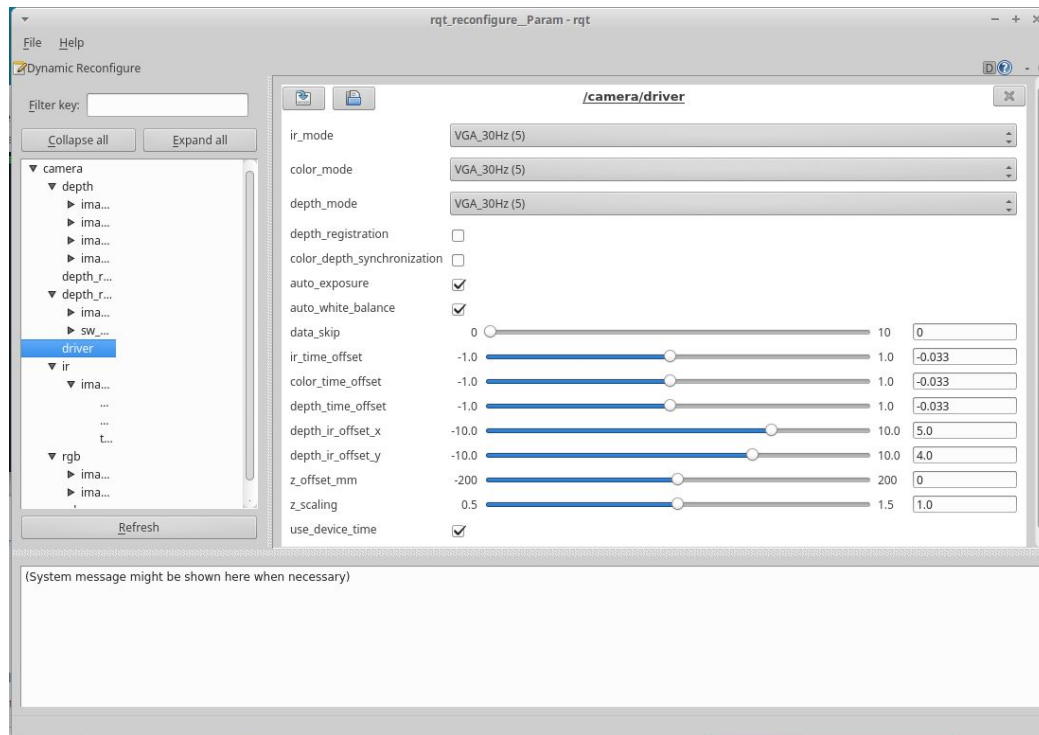 rqt_reconfigure__Param - rqt
File Help
Dynamic Reconfigure
D
Filter key:
Collapse all Expand all
camera
depth
ima...
ima...
ima...
ima...
depth_r...
depth_r...
ima...
sw_...
driver
ir
ima...
...
...
t...
rgb
ima...
ima...
Refresh
/camera/driver
ir_mode VGA_30Hz (5)
color_mode VGA_30Hz (5)
depth_mode VGA_30Hz (5)
depth_registration
color_depth_synchronization
auto_exposure
auto_white_balance
data_skip 0 10 0
ir_time_offset -1.0 1.0 -0.033
color_time_offset -1.0 1.0 -0.033
depth_time_offset -1.0 1.0 -0.033
depth_ir_offset_x -10.0 10.0 5.0
depth_ir_offset_y -10.0 10.0 4.0
z_offset_mm -200 200 0
z_scaling 0.5 1.5 1.0
use_device_time
(System message might be shown here when necessary)